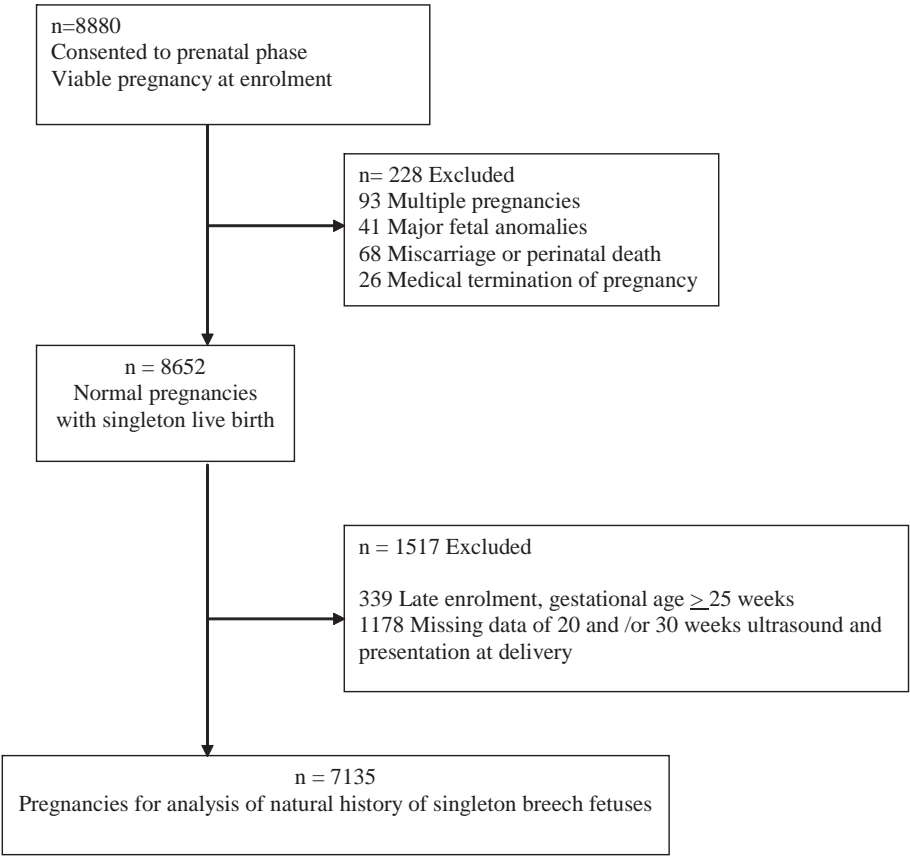 n=8880
Consented to prenatal phase
Viable pregnancy at enrolment
n= 228 Excluded
93 Multiple pregnancies
41 Major fetal anomalies
68 Miscarriage or perinatal death
26 Medical termination of pregnancy
n = 8652
Normal pregnancies
with singleton live birth
n = 1517 Excluded
339 Late enrolment, gestational age ≥ 25 weeks
1178 Missing data of 20 and /or 30 weeks ultrasound and
presentation at delivery
n = 7135
Pregnancies for analysis of natural history of singleton breech fetuses